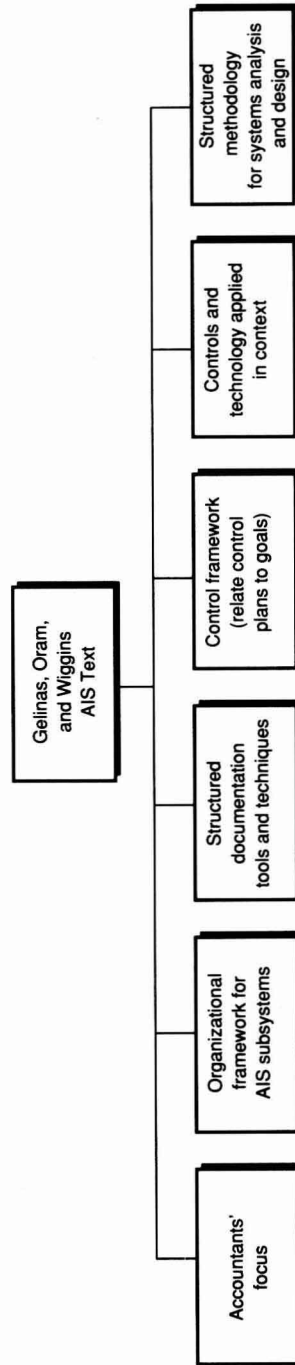 Gelinas, Oram,
and Wiggins
AIS Text
Accountants'
focus
Organizational
framework for
AIS subsystems
Structured
documentation
tools and techniques
Control framework
(relate control
plans to goals)
Controls and
technology applied
in context
Structured
methodology
for systems analysis
and design